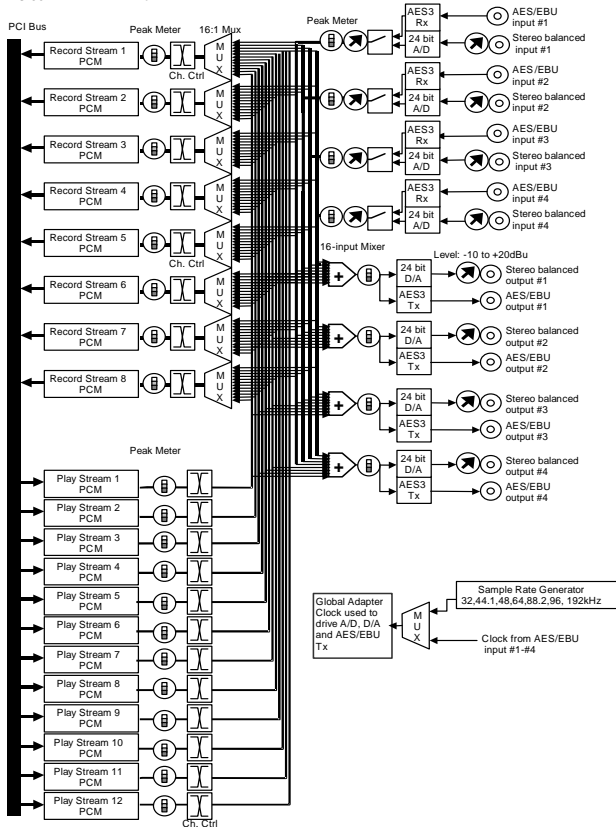 PCI Bus
Peak Meter
16:1 Mux
Record Stream 1
PCM
MUX
Ch. Ctrl
Record Stream 2
PCM
MUX
Record Stream 3
PCM
MUX
Record Stream 4
PCM
MUX
Record Stream 5
PCM
MUX
Ch. Ctrl
Record Stream 6
PCM
MUX
Record Stream 7
PCM
MUX
Record Stream 8
PCM
MUX
Peak Meter
AES3
Rx
24 bit
A/D
AES/EBU
input #1
Stereo balanced
input #1
AES3
Rx
24 bit
A/D
AES/EBU
input #2
Stereo balanced
input #2
AES3
Rx
24 bit
A/D
AES/EBU
input #3
Stereo balanced
input #3
AES3
Rx
24 bit
A/D
AES/EBU
input #4
Stereo balanced
input #4
16-input Mixer
Level: -10 to +20dBu
+
24 bit
D/A
AES3
Tx
Stereo balanced
output #1
AES/EBU
output #1
+
24 bit
D/A
AES3
Tx
Stereo balanced
output #2
AES/EBU
output #2
+
24 bit
D/A
AES3
Tx
Stereo balanced
output #3
AES/EBU
output #3
+
24 bit
D/A
AES3
Tx
Stereo balanced
output #4
AES/EBU
output #4
Peak Meter
Play Stream 1
PCM
Play Stream 2
PCM
Play Stream 3
PCM
Play Stream 4
PCM
Play Stream 5
PCM
Play Stream 6
PCM
Play Stream 7
PCM
Play Stream 8
PCM
Play Stream 9
PCM
Play Stream 10
PCM
Play Stream 11
PCM
Play Stream 12
PCM
Ch. Ctrl
Global Adapter
Clock used to
drive A/D, D/A
and AES/EBU
Tx
MUX
Sample Rate Generator
32,44.1,48,64,88.2,96, 192kHz
Clock from AES/EBU
input #1-#4